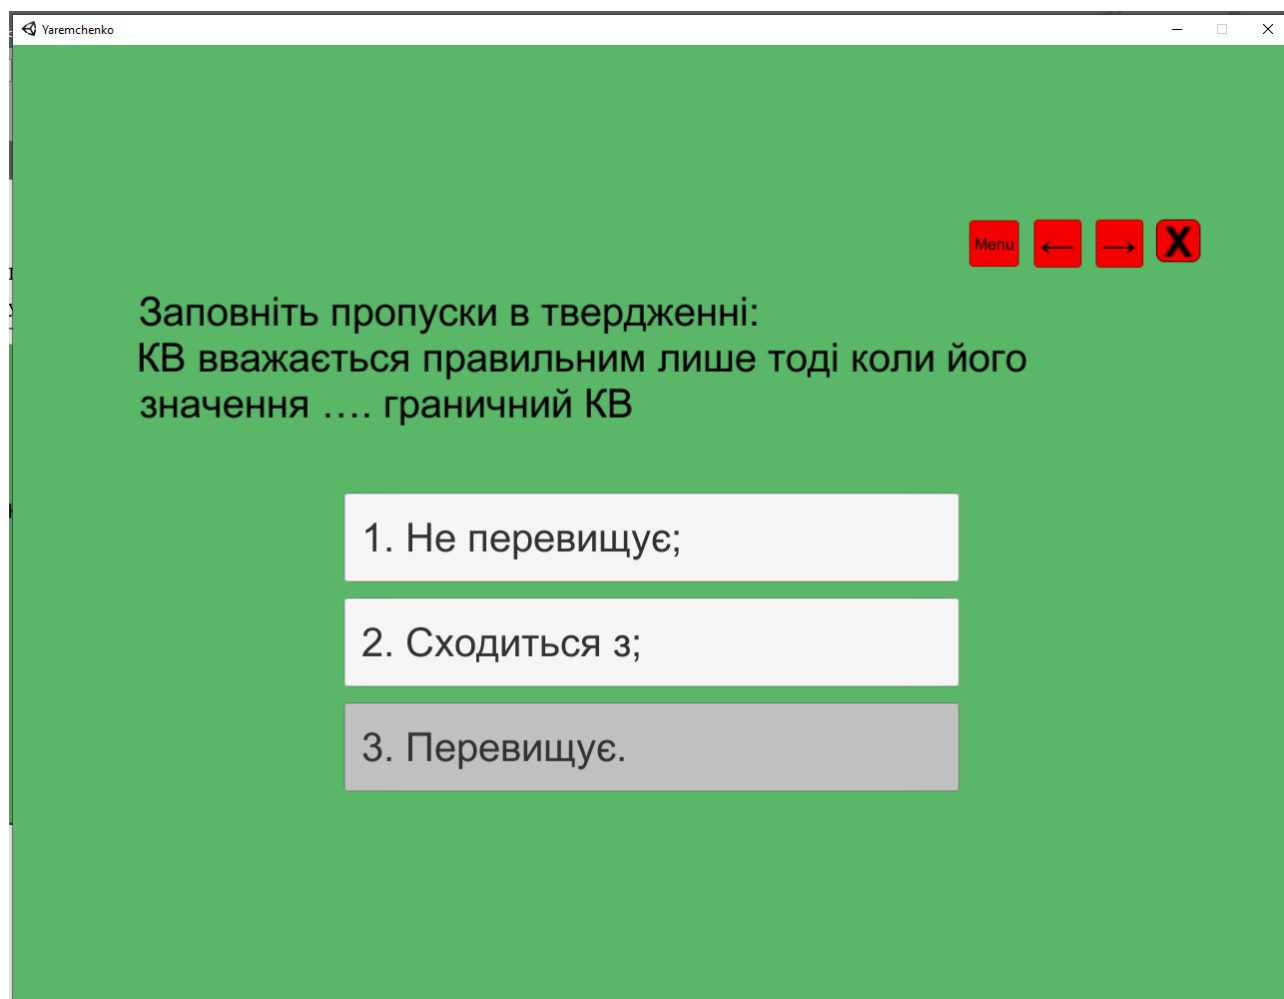 Yaremchenko
Menu ← → X
Заповніть пропуски в твердженні:
КВ вважається правильним лише тоді коли його
значення …. граничний КВ
1. Не перевищує;
2. Сходиться з;
3. Перевищує.